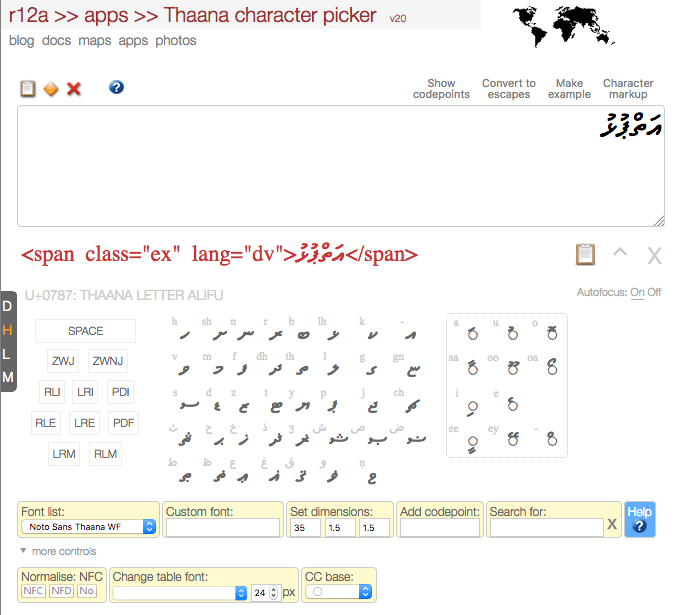 r12a >> apps >> Thaana character picker v20
blog docs maps apps photos
Show codepoints
Convert to escapes
Make example
Character markup
އަތްޕުޅު
<span class="ex" lang="dv">އަތްޕުޅު</span>
X
U+0787: THAANA LETTER ALIFU
Autofocus: On Off
D
H
L
M
SPACE
ZWJ ZWNJ
RLI LRI PDI
RLE LRE PDF
LRM RLM
h ހ sh ށ n ނ r ރ b ބ lh ޅ k ކ - އ
v ވ m މ f ފ dh ދ th ތ l ލ g ގ gn ޏ
s ސ d ޑ z ޒ t ޓ y ޔ p ޕ j ޖ ch ޗ
ث ޘ ح ޙ خ ޚ ذ ޛ ʒ ޜ ش ޝ ص ޞ ض ޟ
ط ޠ ظ ޡ ع ޢ غ ޣ ق ޤ و ޥ ṇ ޱ
a ◌ަ u ◌ު o ◌ޮ
aa ◌ާ oo ◌ޫ oa ◌ޯ
i ◌ި e ◌ެ
ee ◌ީ ey ◌ޭ - ◌ް
Font list: Custom font: Set dimensions: Add codepoint: Search for: Help
Noto Sans Thaana WF 35 1.5 1.5 X ?
more controls
Normalise: NFC Change table font: CC base:
NFC NFD No 24 px ◌